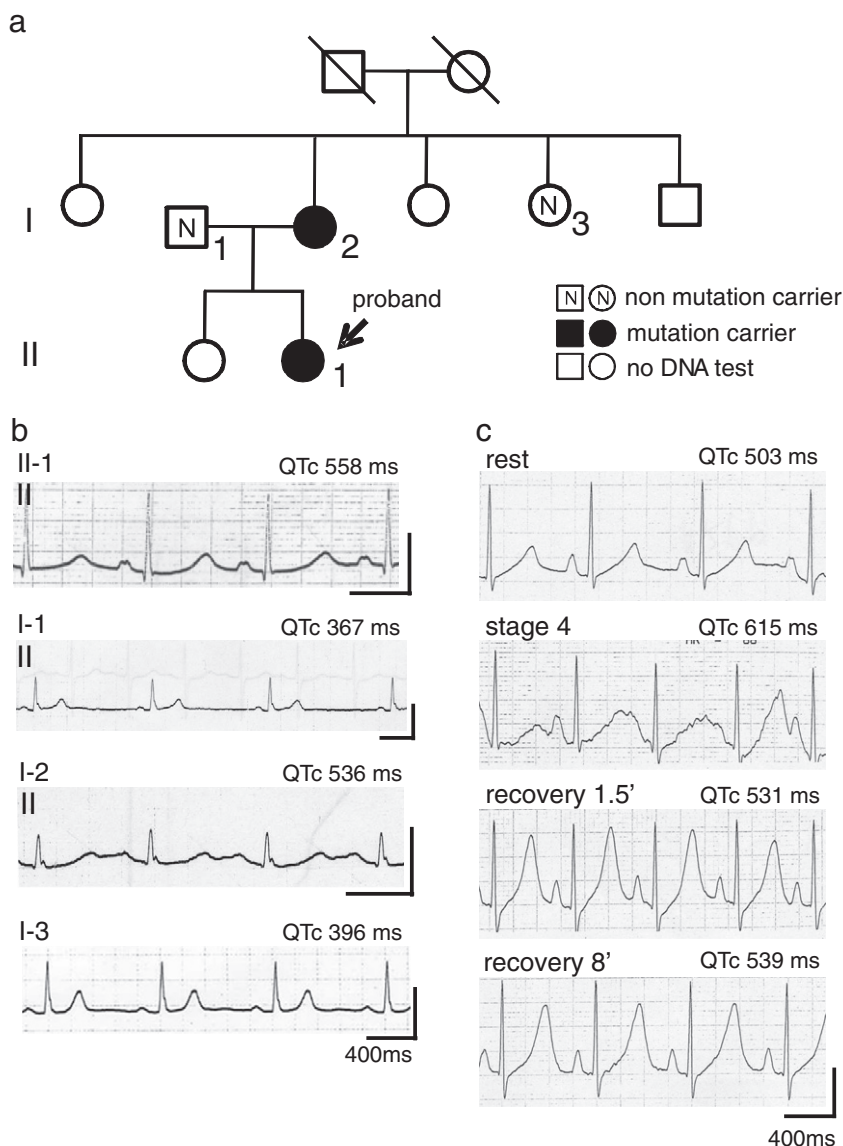 a
I
N
1
2
N
3
proband
II
1
N N non mutation carrier
mutation carrier
no DNA test
b
II-1 QTc 558 ms
II
I-1 QTc 367 ms
II
I-2 QTc 536 ms
II
I-3 QTc 396 ms
400ms
c
rest QTc 503 ms
stage 4 QTc 615 ms
recovery 1.5’ QTc 531 ms
recovery 8’ QTc 539 ms
400ms